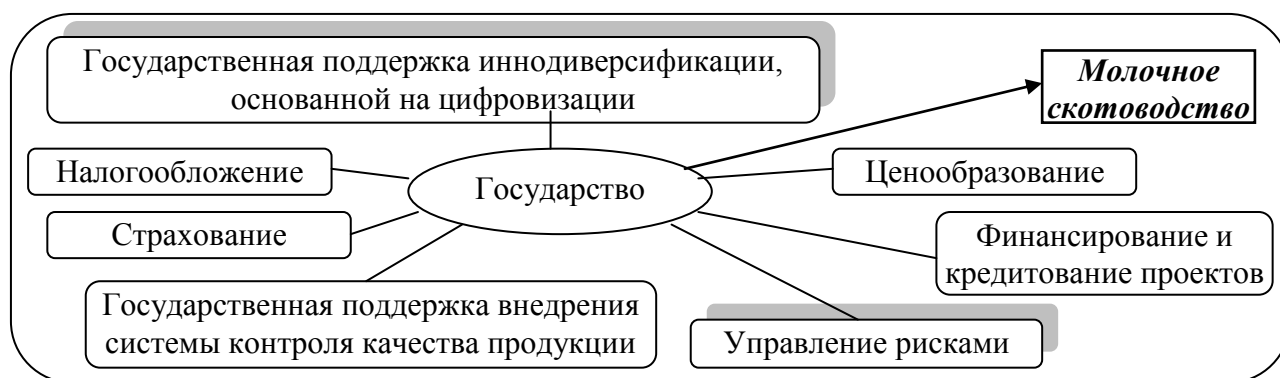 Государственная поддержка иннодиверсификации,
основанной на цифровизации
Молочное
скотоводство
Налогообложение
Государство
Ценообразование
Страхование
Финансирование и
кредитование проектов
Государственная поддержка внедрения
системы контроля качества продукции
Управление рисками